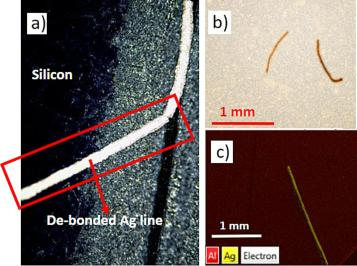 a)
Silicon
De-bonded Ag line
b)
1 mm
c)
1 mm
Al Ag Electron